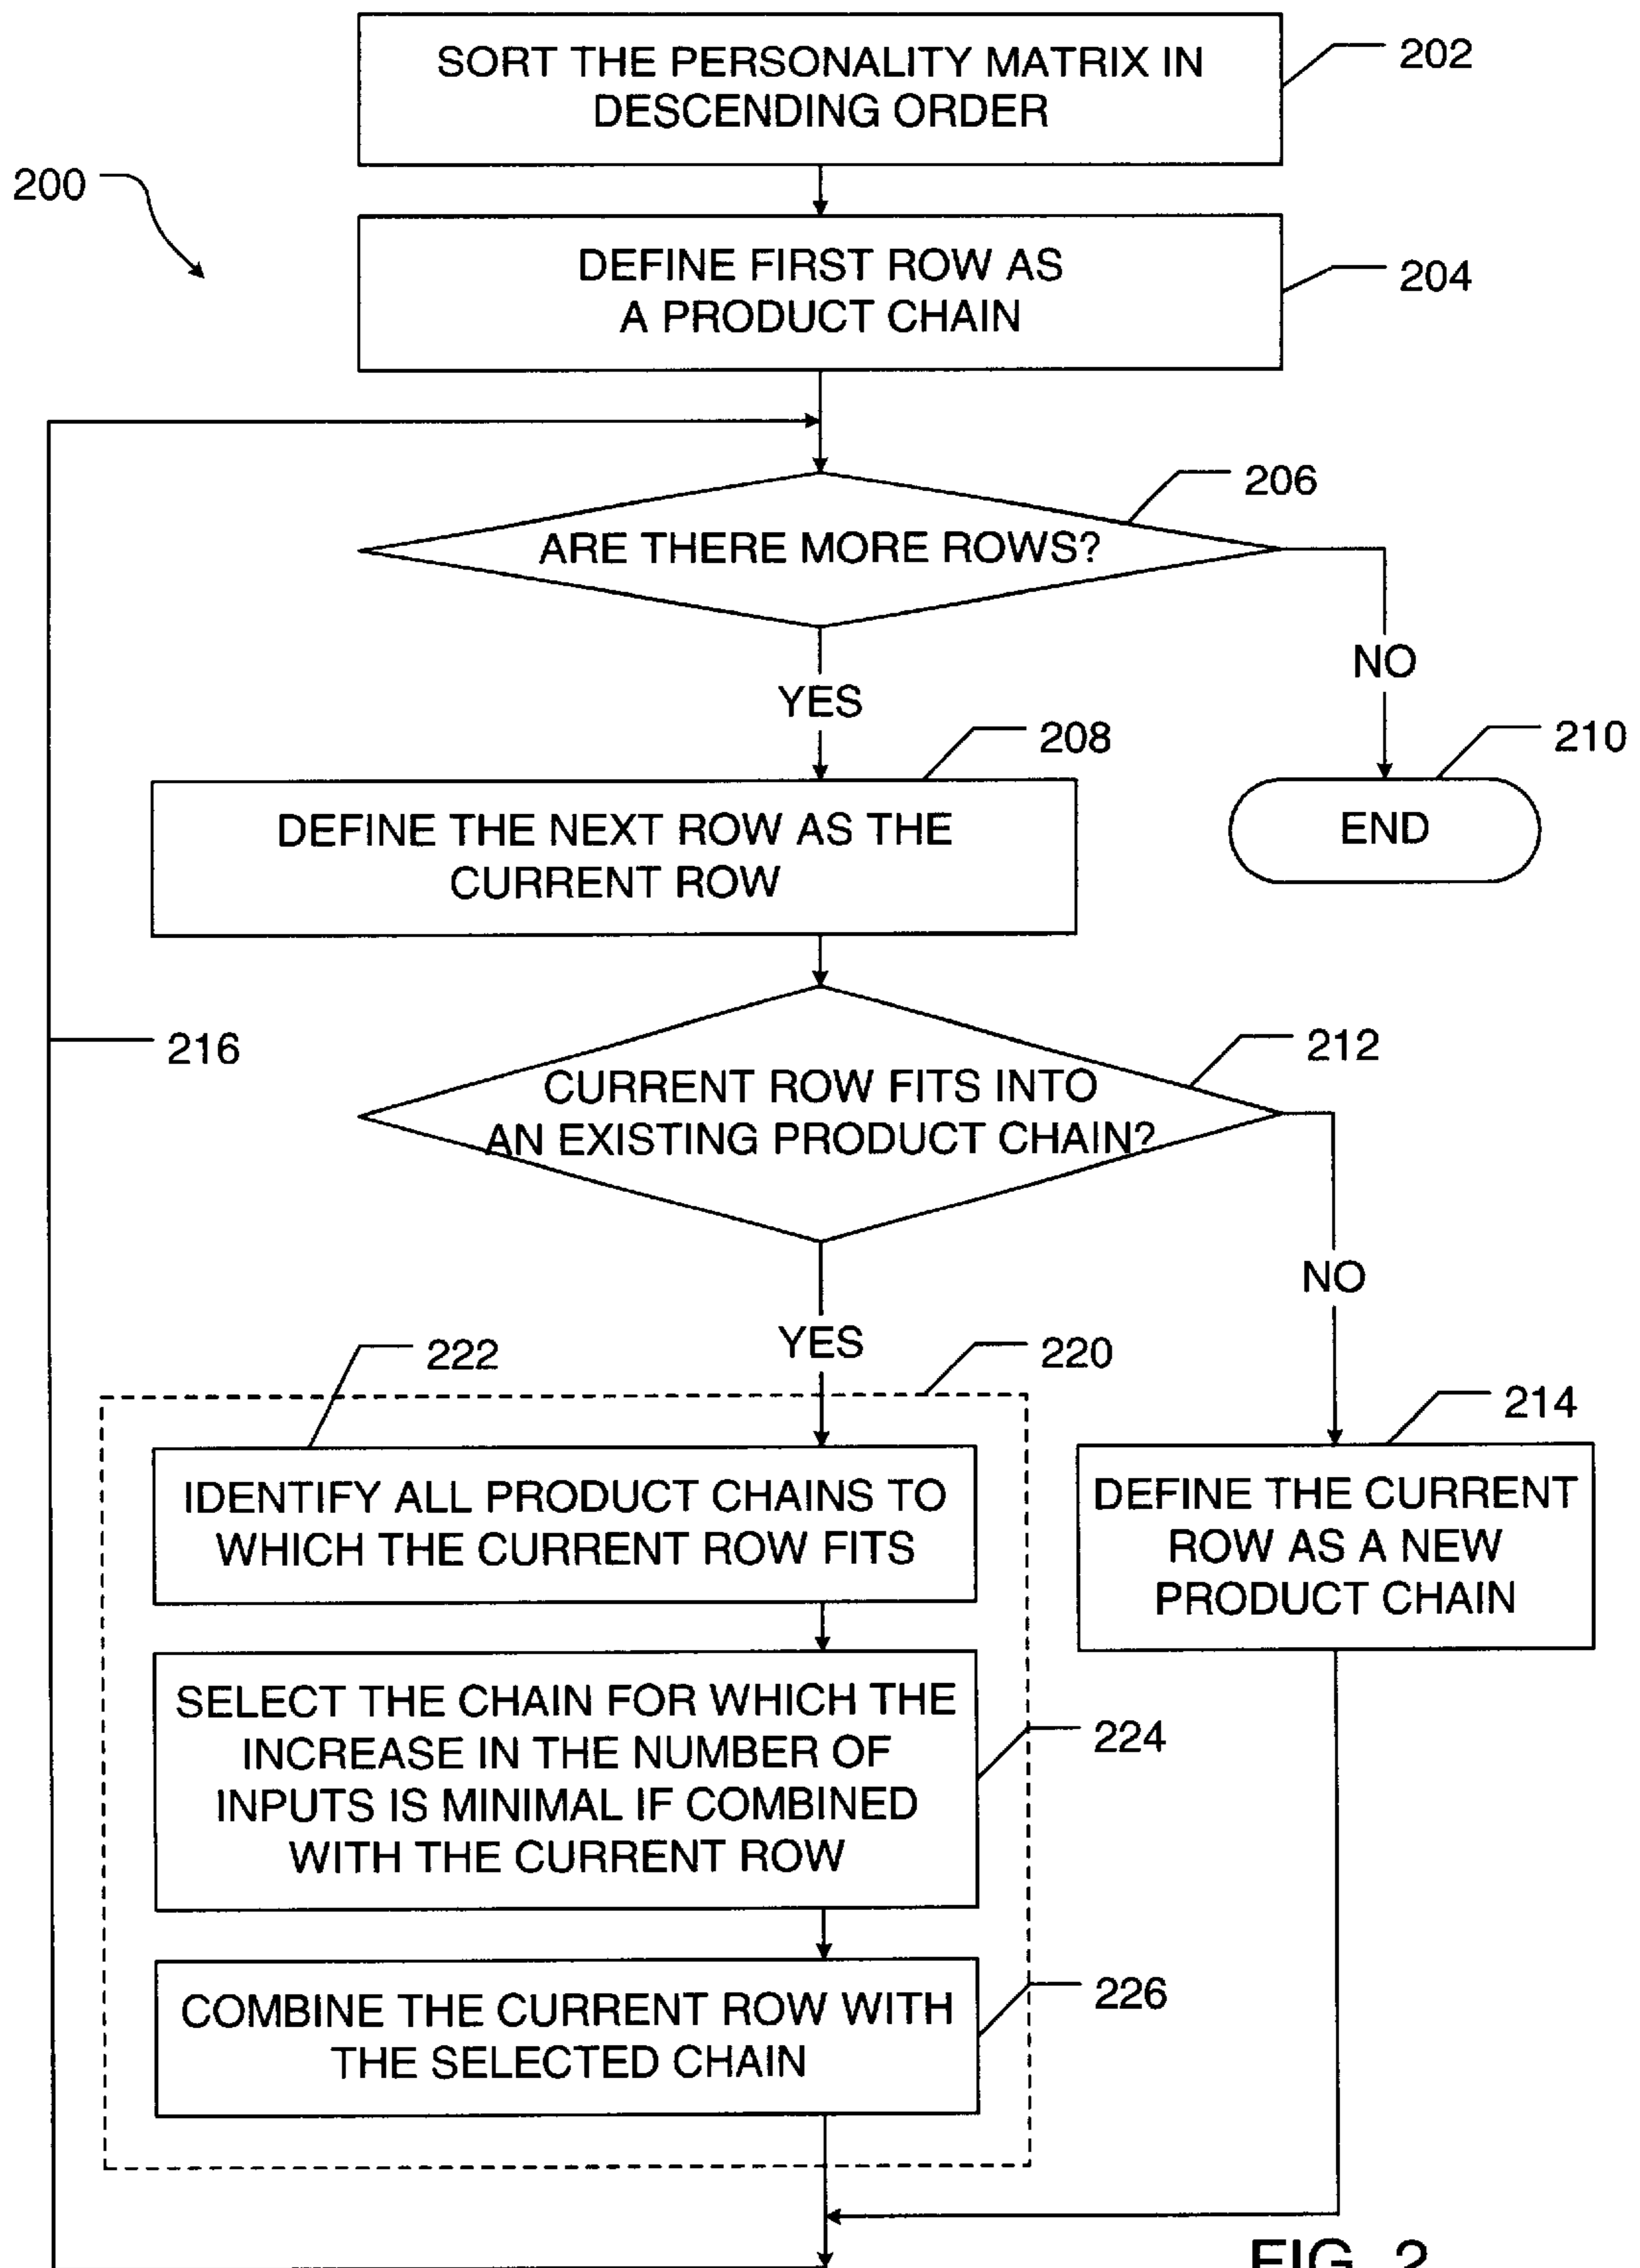 SORT THE PERSONALITY MATRIX IN
DESCENDING ORDER
202
200
DEFINE FIRST ROW AS
A PRODUCT CHAIN
204
206
ARE THERE MORE ROWS?
NO
YES
208
210
DEFINE THE NEXT ROW AS THE
CURRENT ROW
END
216
212
CURRENT ROW FITS INTO
AN EXISTING PRODUCT CHAIN?
NO
YES
222
220
214
IDENTIFY ALL PRODUCT CHAINS TO
WHICH THE CURRENT ROW FITS
DEFINE THE CURRENT
ROW AS A NEW
PRODUCT CHAIN
SELECT THE CHAIN FOR WHICH THE
INCREASE IN THE NUMBER OF
INPUTS IS MINIMAL IF COMBINED
WITH THE CURRENT ROW
224
COMBINE THE CURRENT ROW WITH
THE SELECTED CHAIN
226
FIG. 2